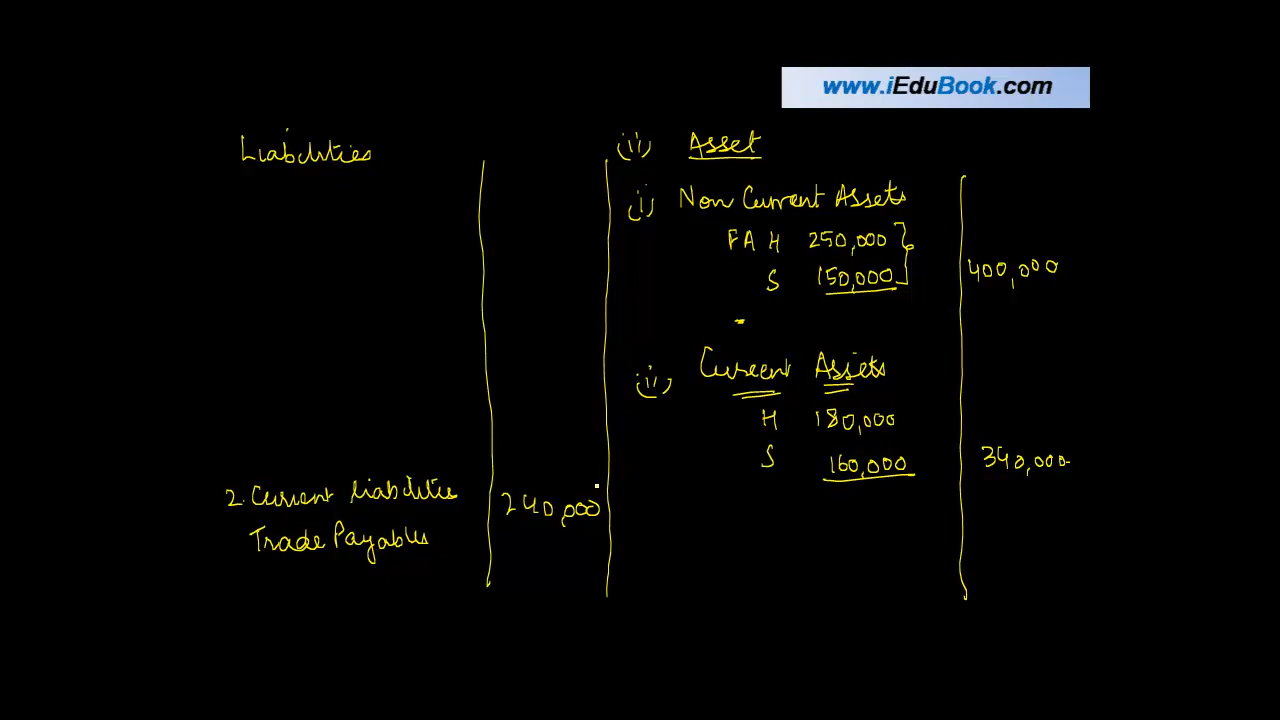 www.iEduBook.com
Liabilities
(ii) Asset
(i) Non Current Assets
FA H 250,000
S 150,000
400,000
(ii) Current Assets
H 180,000
S 160,000
340,000
2. Current liabilities
240,000
Trade Payables